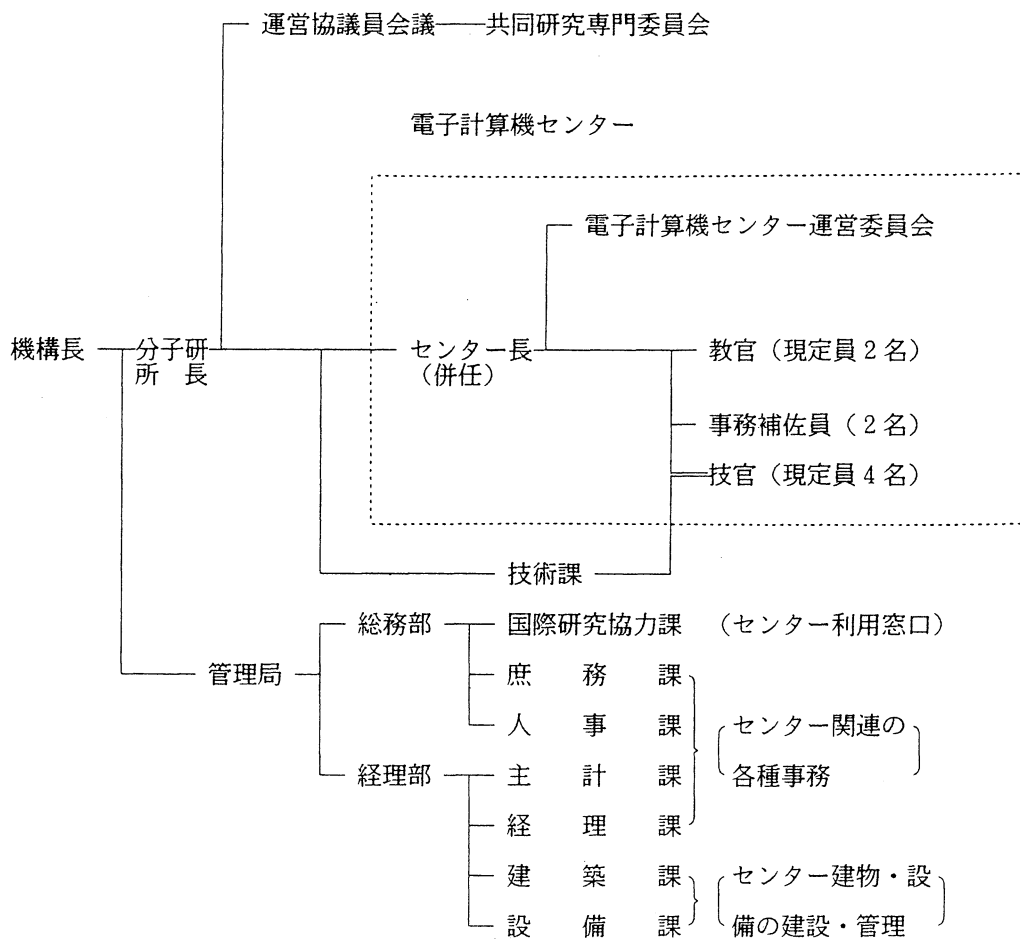 運営協議員会議 共同研究専門委員会
電子計算機センター
電子計算機センター運営委員会
機構長 分子研所長 センター長(併任) 教官(現定員2名)
事務補佐員(2名)
技官(現定員4名)
技術課
総務部 国際研究協力課 (センター利用窓口)
管理局 庶務課
人事課 センター関連の
経理部 主計課 各種事務
経理課
建築課 センター建物・設
設備課 備の建設・管理